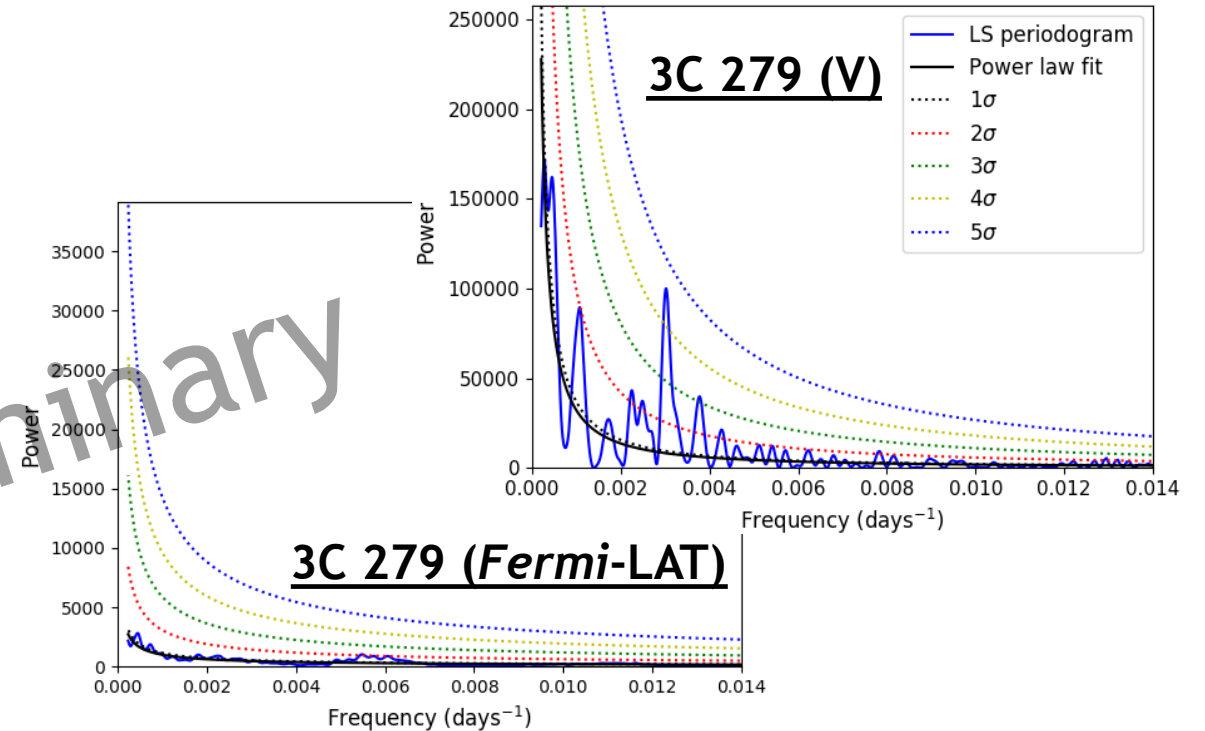 250000
200000
150000
100000
50000
0
Power
3C 279 (V)
LS periodogram
Power law fit
1σ
2σ
3σ
4σ
5σ
0.000 0.002 0.004 0.006 0.008 0.010 0.012 0.014
Frequency (days⁻¹)
35000
30000
25000
20000
15000
10000
5000
0
Power
minary
3C 279 (Fermi-LAT)
0.000 0.002 0.004 0.006 0.008 0.010 0.012 0.014
Frequency (days⁻¹)